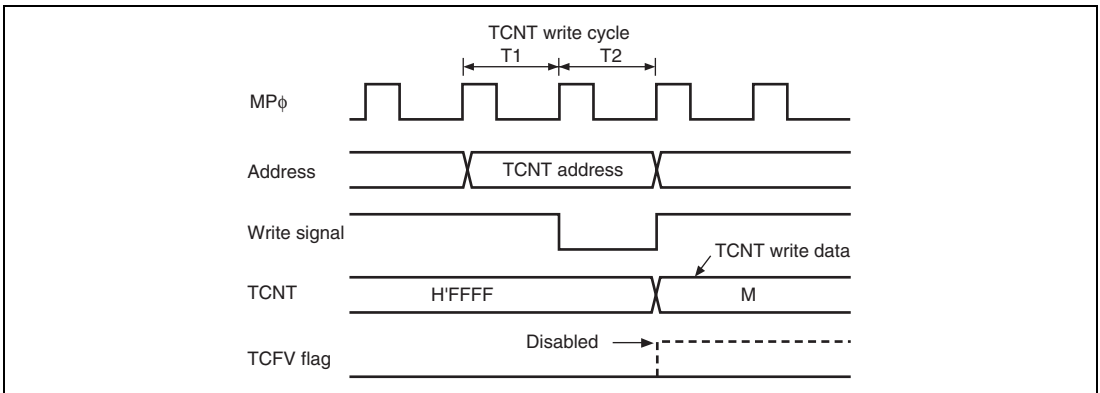 TCNT write cycle
T1 T2
MPφ
Address TCNT address
Write signal
TCNT write data
TCNT H'FFFF M
Disabled
TCFV flag